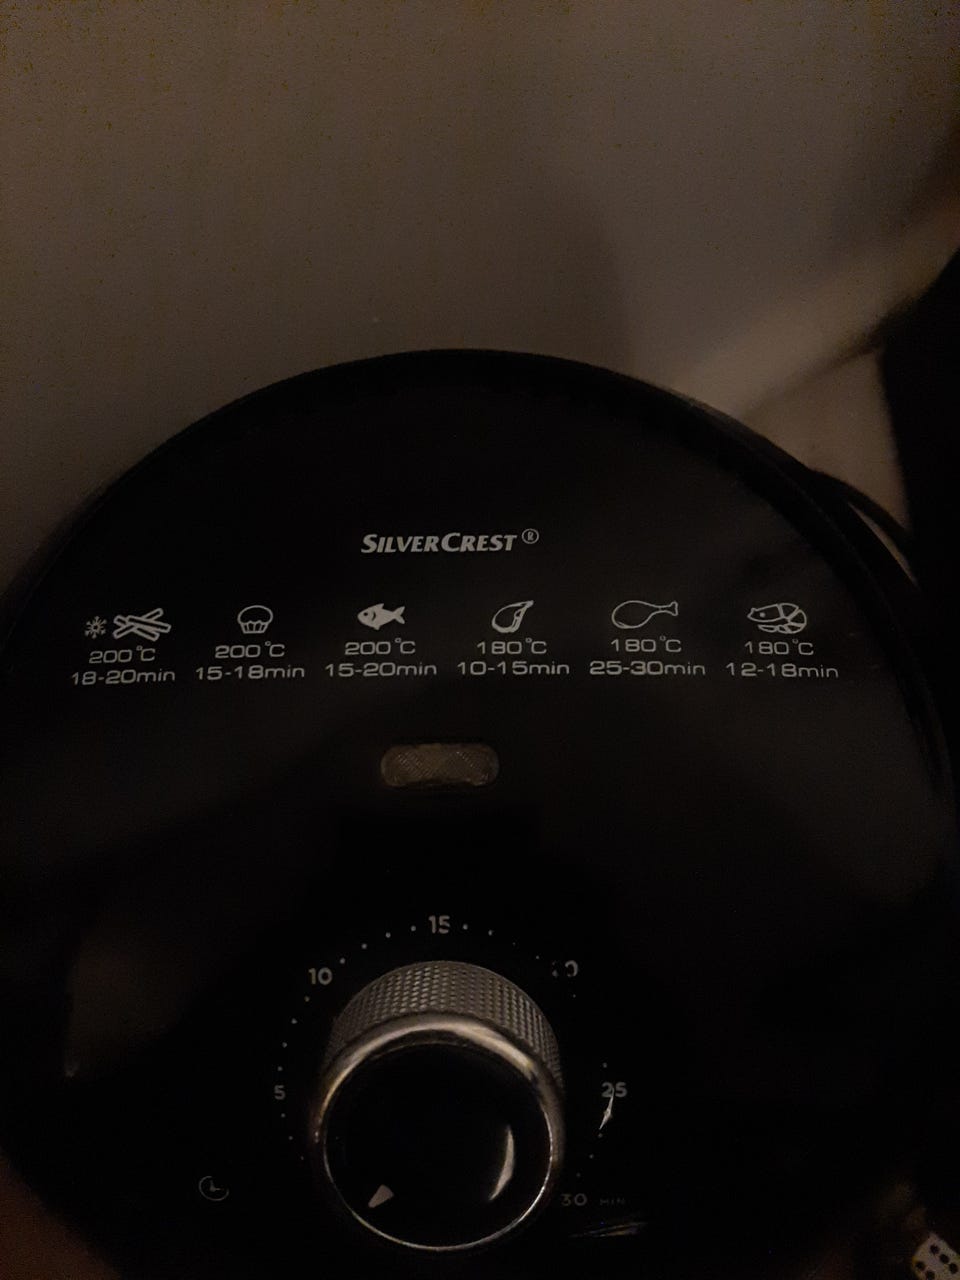 SILVERCREST®
200°C 200°C 200°C 180°C 180°C 180°C
18-20min 15-18min 15-20min 10-15min 25-30min 12-18min
15
10
5 25
30 MIN